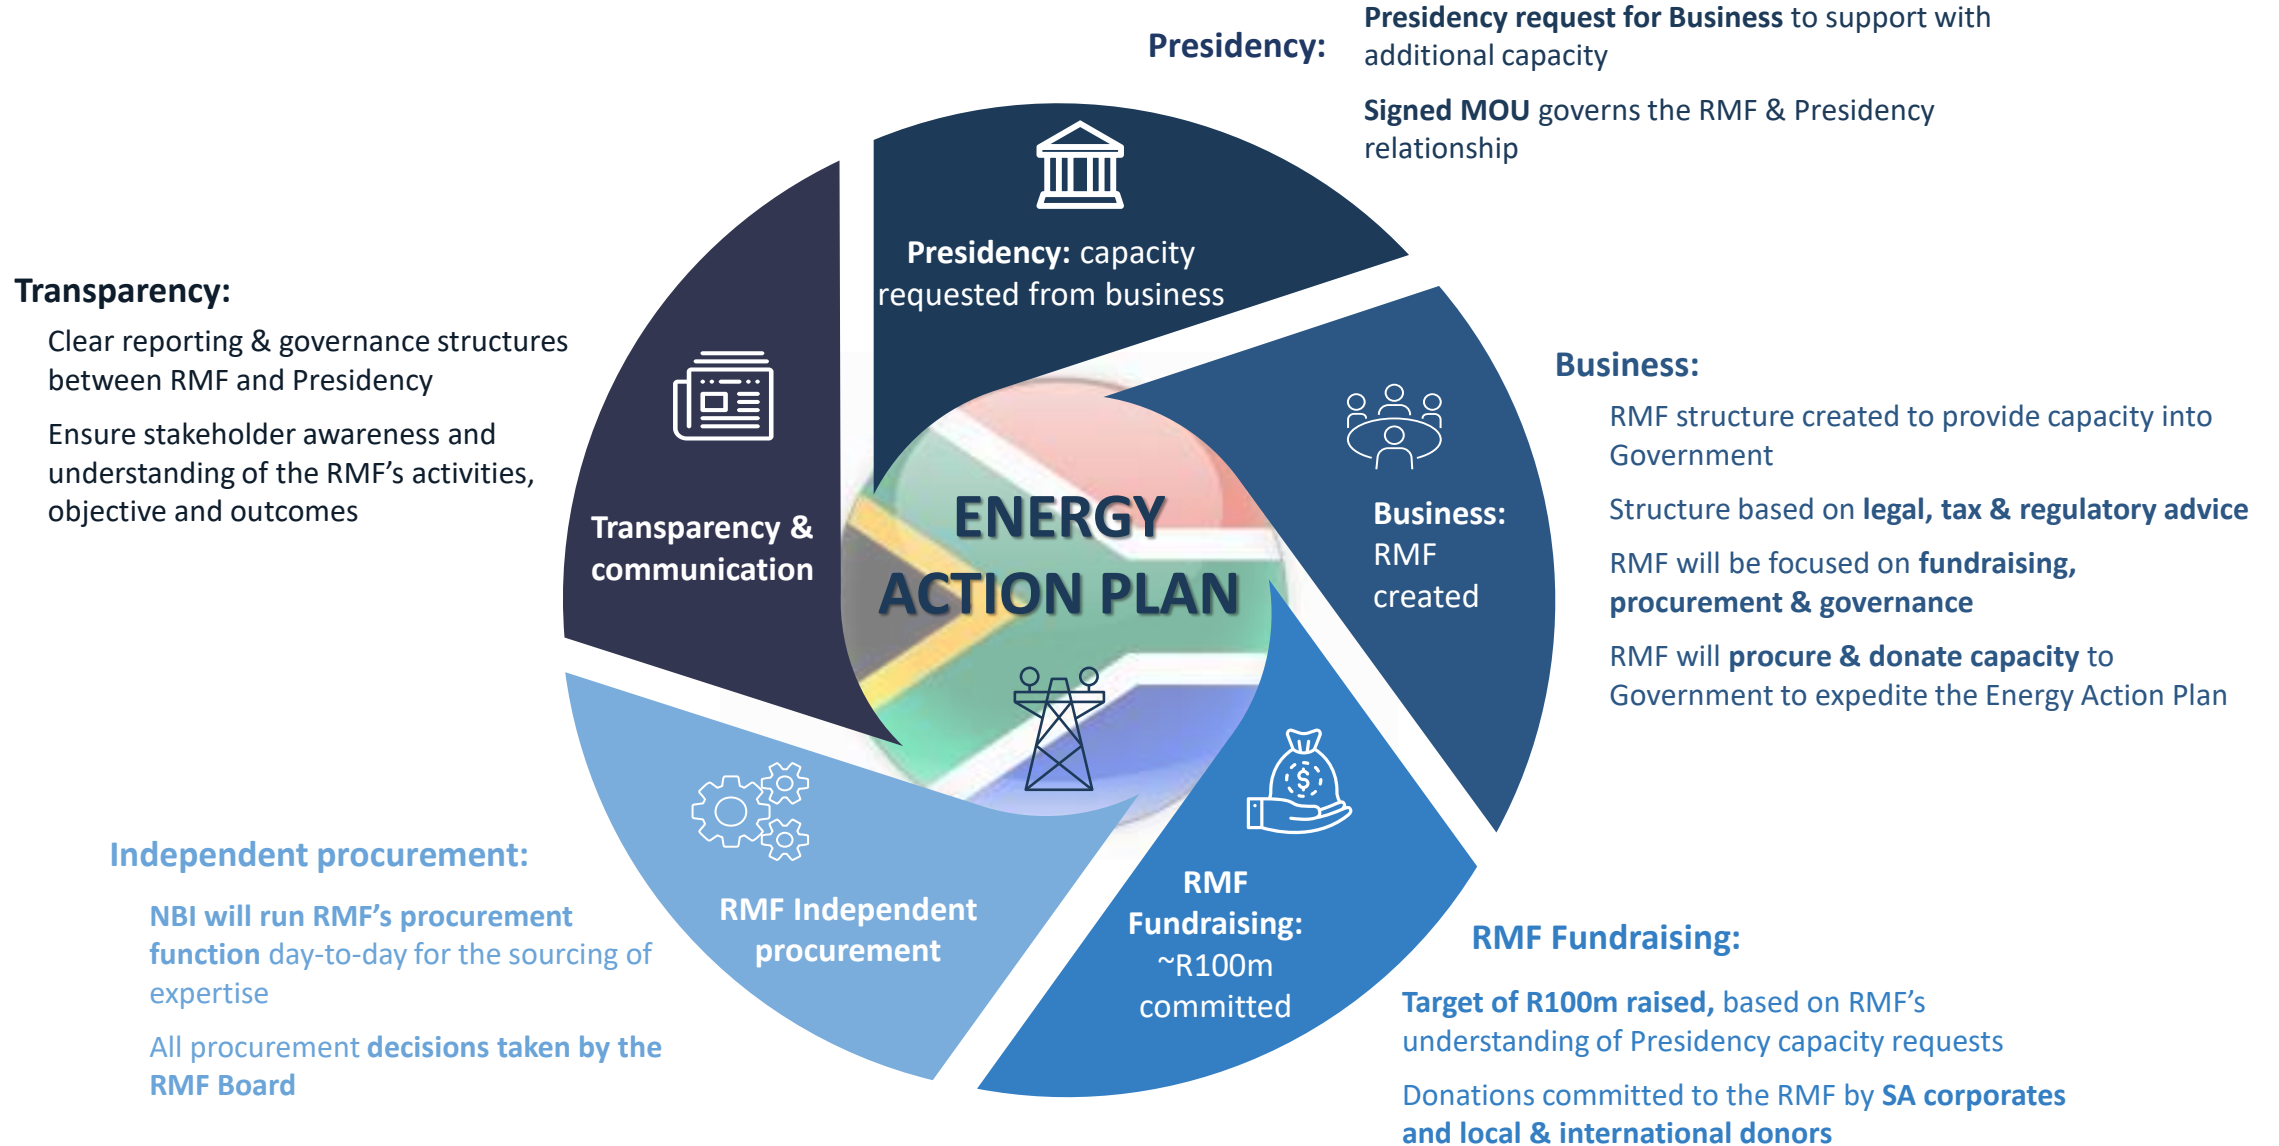 Presidency:
Presidency request for Business to support with
additional capacity
Signed MOU governs the RMF & Presidency
relationship
Presidency: capacity
requested from business
Transparency:
Clear reporting & governance structures
between RMF and Presidency
Ensure stakeholder awareness and
understanding of the RMF’s activities,
objective and outcomes
Transparency &
communication
ENERGY
ACTION PLAN
Business:
RMF
created
Business:
RMF structure created to provide capacity into
Government
Structure based on legal, tax & regulatory advice
RMF will be focused on fundraising,
procurement & governance
RMF will procure & donate capacity to
Government to expedite the Energy Action Plan
Independent procurement:
NBI will run RMF’s procurement
function day-to-day for the sourcing of
expertise
All procurement decisions taken by the
RMF Board
RMF Independent
procurement
RMF
Fundraising:
~R100m
committed
RMF Fundraising:
Target of R100m raised, based on RMF’s
understanding of Presidency capacity requests
Donations committed to the RMF by SA corporates
and local & international donors